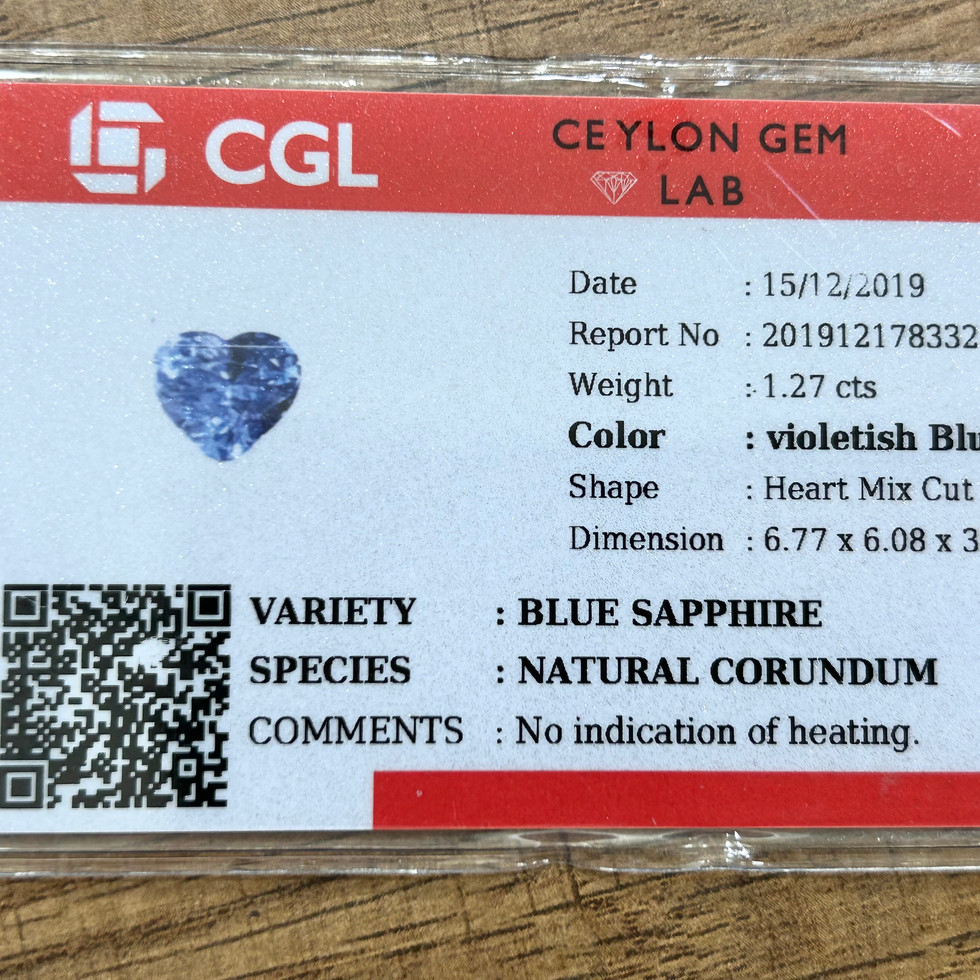 CGL
CEYLON GEM
LAB
Date : 15/12/2019
Report No : 201912178332
Weight : 1.27 cts
Color : violetish Blu
Shape : Heart Mix Cut
Dimension : 6.77 x 6.08 x 3
VARIETY : BLUE SAPPHIRE
SPECIES : NATURAL CORUNDUM
COMMENTS : No indication of heating.